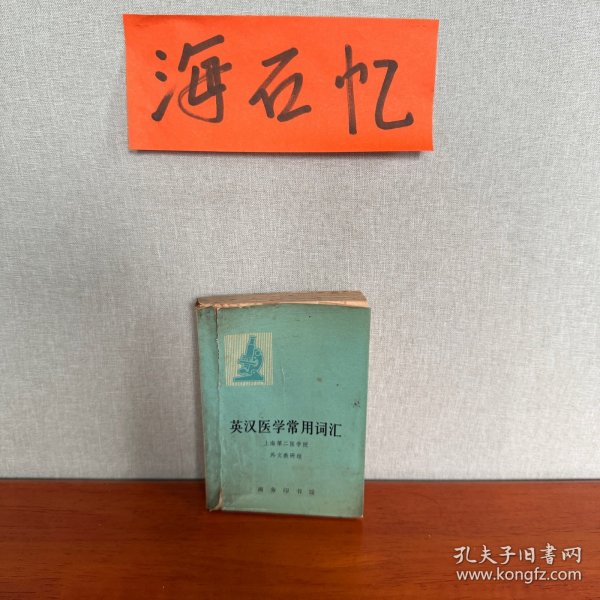 海石忆
英汉医学常用词汇
上海第二医学院
外文教研组
商务印书馆
孔夫子旧书网
www.kongfz.com